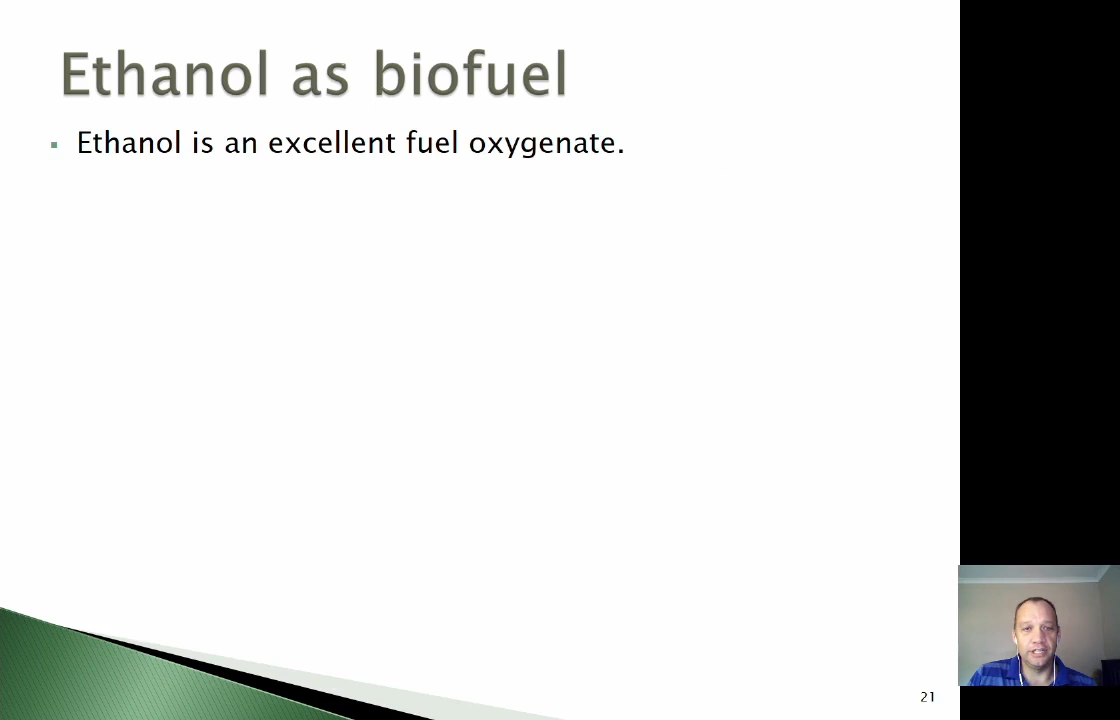 Ethanol as biofuel
▪ Ethanol is an excellent fuel oxygenate.
21